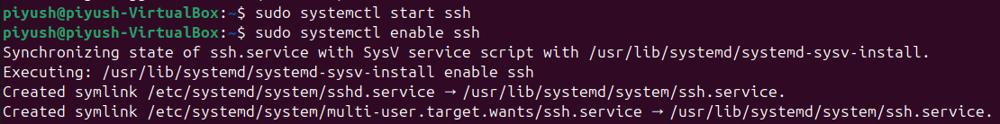 piyush@piyush-VirtualBox:~$ sudo systemctl start ssh
piyush@piyush-VirtualBox:~$ sudo systemctl enable ssh
Synchronizing state of ssh.service with SysV service script with /usr/lib/systemd/systemd-sysv-install.
Executing: /usr/lib/systemd/systemd-sysv-install enable ssh
Created symlink /etc/systemd/system/sshd.service → /usr/lib/systemd/system/ssh.service.
Created symlink /etc/systemd/system/multi-user.target.wants/ssh.service → /usr/lib/systemd/system/ssh.service.